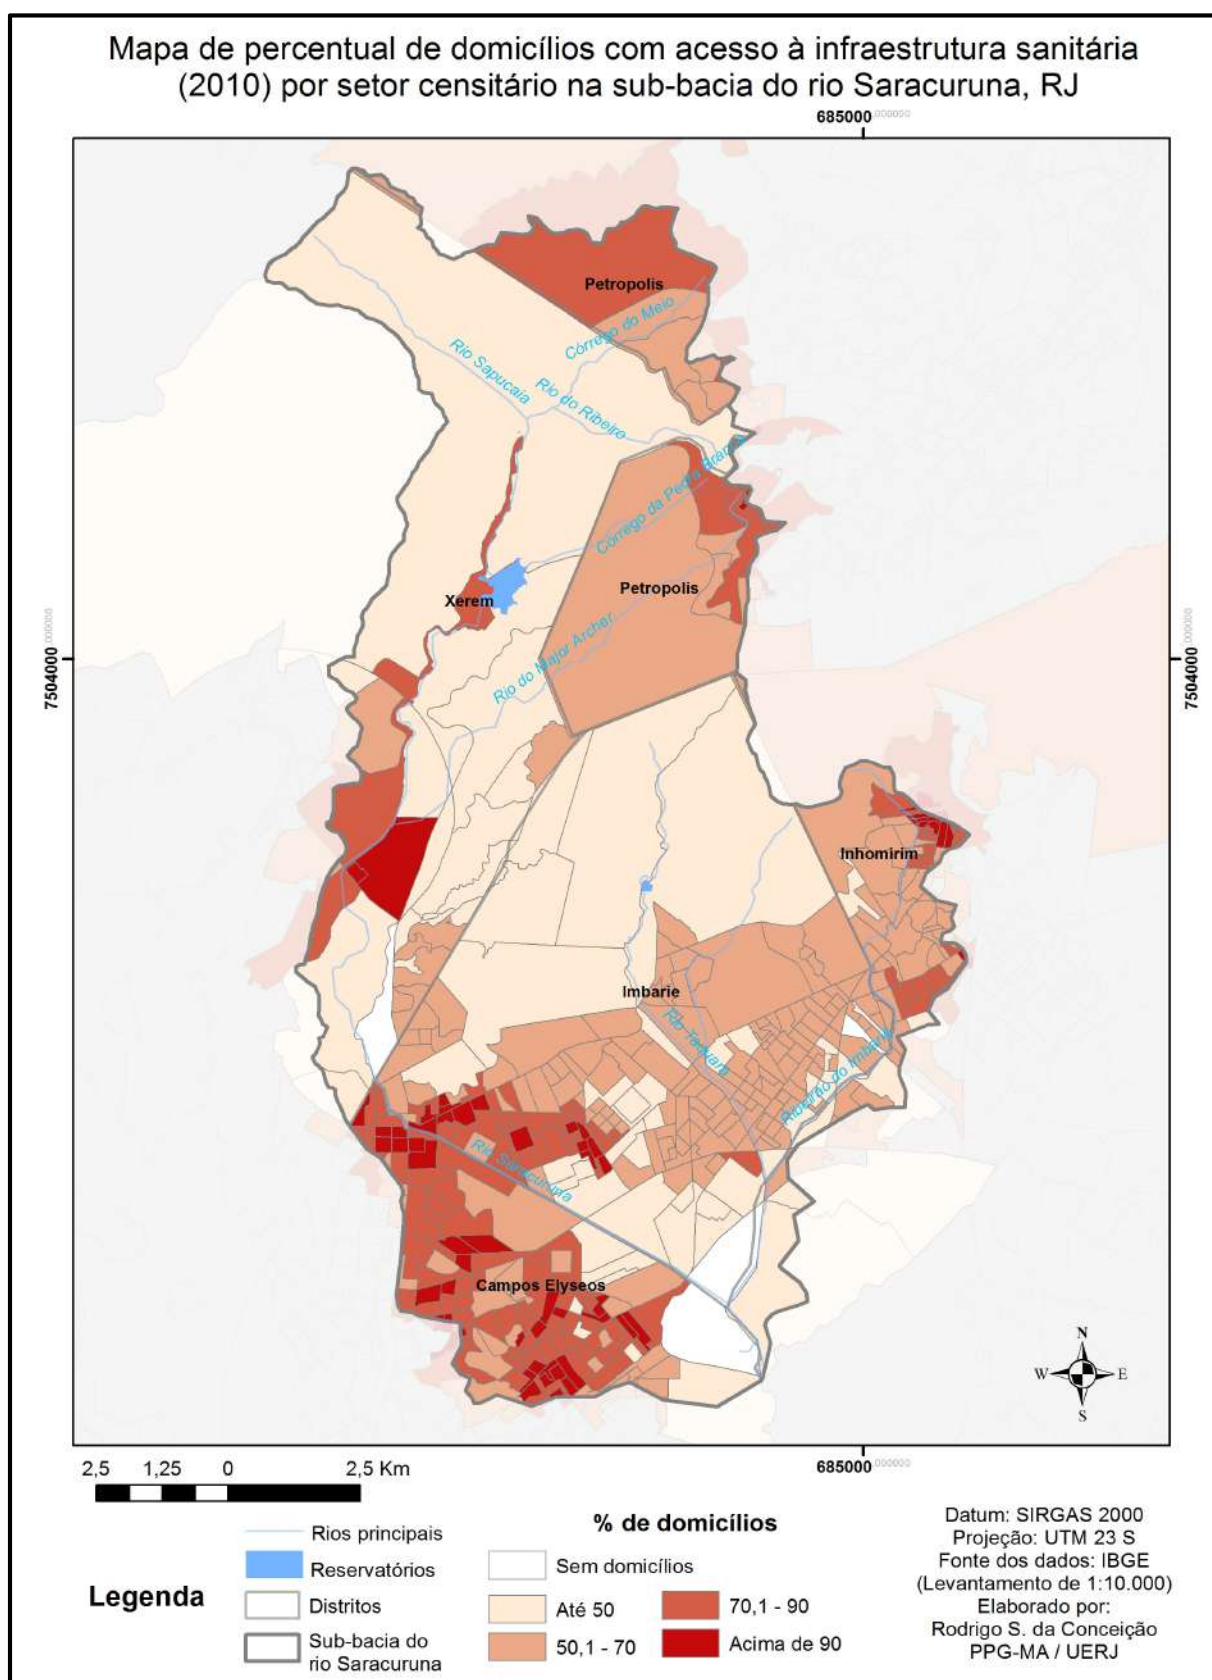 Mapa de percentual de domicílios com acesso à infraestrutura sanitária
(2010) por setor censitário na sub-bacia do rio Saracuruna, RJ
685000,000000
Petropolis
Córrego do Meio
Rio Sapucaia
Rio do Ribeiro
Córrego da Pedra Branca
Petropolis
Xerem
Rio do Major Archer
7504000,000000
7504000,000000
Inhomirim
Imbarie
Rio Taquara
Ribeirão do Imbariê
Rio Saracuruna
Campos Elyseos
N
W
E
S
685000,000000
2,5 1,25 0 2,5 Km
Legenda
Rios principais
Reservatórios
Distritos
Sub-bacia do
rio Saracuruna
% de domicílios
Sem domicílios
Até 50
50,1 - 70
70,1 - 90
Acima de 90
Datum: SIRGAS 2000
Projeção: UTM 23 S
Fonte dos dados: IBGE
(Levantamento de 1:10.000)
Elaborado por:
Rodrigo S. da Conceição
PPG-MA / UERJ